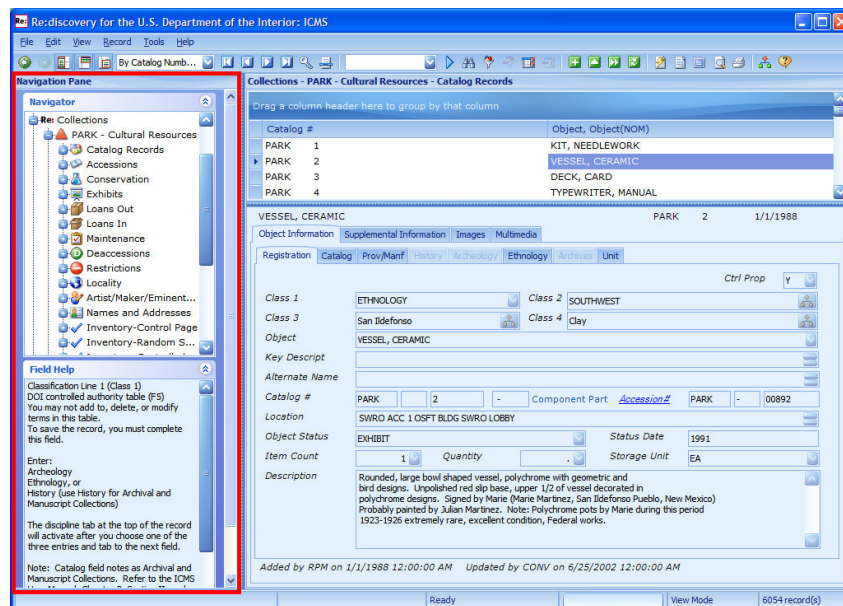 Re:discovery for the U.S. Department of the Interior: ICMS
File Edit View Record Tools Help
By Catalog Numb...
Navigation Pane
Navigator
Re: Collections
PARK - Cultural Resources
Catalog Records
Accessions
Conservation
Exhibits
Loans Out
Loans In
Maintenance
Deaccessions
Restrictions
Locality
Artist/Maker/Eminent...
Names and Addresses
Inventory-Control Page
Inventory-Random S...
Field Help
Classification Line 1 (Class 1)
DOI controlled authority table (F5)
You may not add to, delete, or modify
terms in this table.
To save the record, you must complete
this field.
Enter:
Archeology
Ethnology, or
History (use History for Archival and
Manuscript Collections)
The discipline tab at the top of the record
will activate after you choose one of the
three entries and tab to the next field.
Note: Catalog field notes as Archival and
Manuscript Collections. Refer to the ICMS
Collections - PARK - Cultural Resources - Catalog Records
Drag a column header here to group by that column
Catalog # Object, Object(NOM)
PARK 1 KIT, NEEDLEWORK
PARK 2 VESSEL, CERAMIC
PARK 3 DECK, CARD
PARK 4 TYPEWRITER, MANUAL
VESSEL, CERAMIC PARK 2 1/1/1988
Object Information Supplemental Information Images Multimedia
Registration Catalog Prov/Manf History Archeology Ethnology Archives Unit
Ctrl Prop Y
Class 1 ETHNOLOGY Class 2 SOUTHWEST
Class 3 San Ildefonso Class 4 Clay
Object VESSEL, CERAMIC
Key Descript
Alternate Name
Catalog # PARK 2 - Component Part Accession# PARK - 00892
Location SWRO ACC 1 OSFT BLDG SWRO LOBBY
Object Status EXHIBIT Status Date 1991
Item Count 1 Quantity . Storage Unit EA
Description Rounded, large bowl shaped vessel, polychrome with geometric and
bird designs. Unpolished red slip base, upper 1/2 of vessel decorated in
polychrome designs. Signed by Marie (Marie Martinez, San Ildefonso Pueblo, New Mexico)
Probably painted by Julian Martinez. Note: Polychrome pots by Marie during this period
1923-1926 extremely rare, excellent condition, Federal works.
Added by RPM on 1/1/1988 12:00:00 AM Updated by CONV on 6/25/2002 12:00:00 AM
Ready View Mode 6054 record(s)